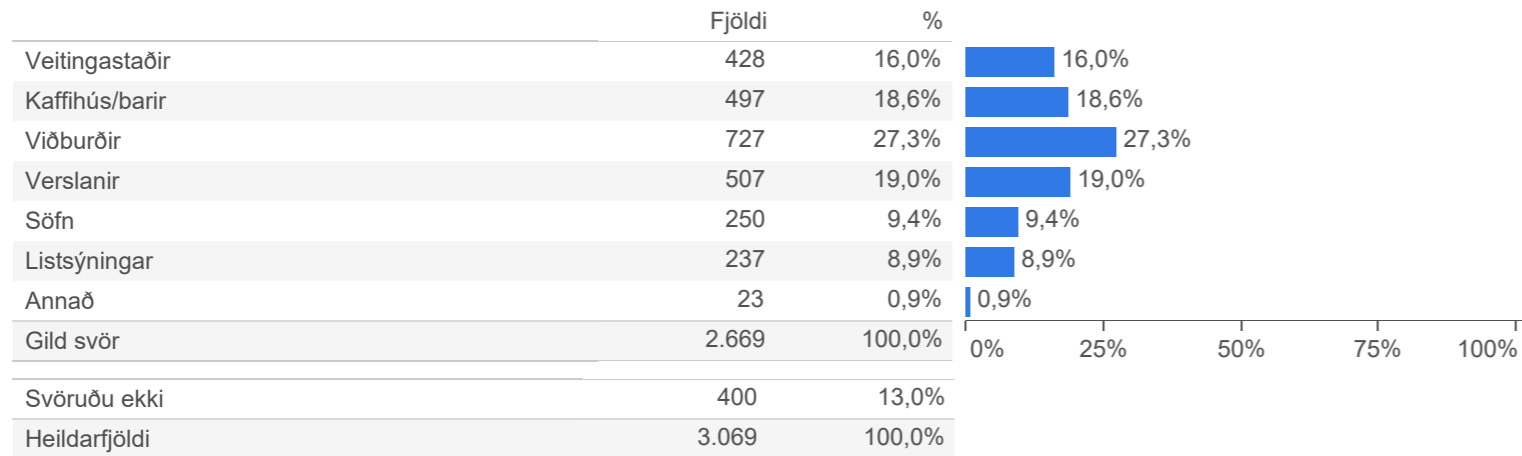 Fjöldi %
Veitingastaðir 428 16,0% 16,0%
Kaffihús/barir 497 18,6% 18,6%
Viðburðir 727 27,3% 27,3%
Verslanir 507 19,0% 19,0%
Söfn 250 9,4% 9,4%
Listsýningar 237 8,9% 8,9%
Annað 23 0,9% 0,9%
Gild svör 2.669 100,0%
0% 25% 50% 75% 100%
Svöruðu ekki 400 13,0%
Heildarfjöldi 3.069 100,0%